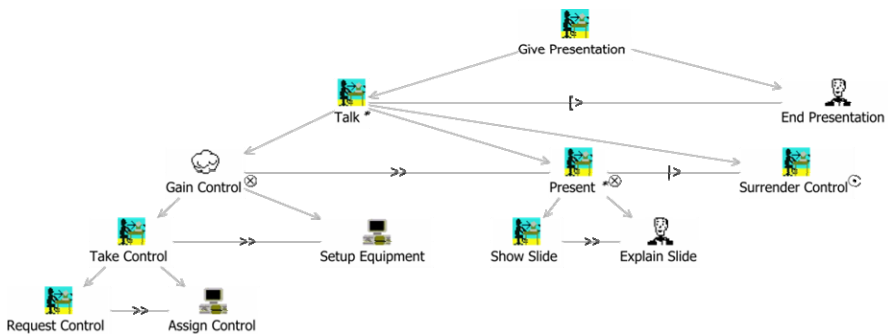 Give Presentation
Talk * [> End Presentation
Gain Control >> Present * |> Surrender Control
Take Control >> Setup Equipment Show Slide >> Explain Slide
Request Control >> Assign Control